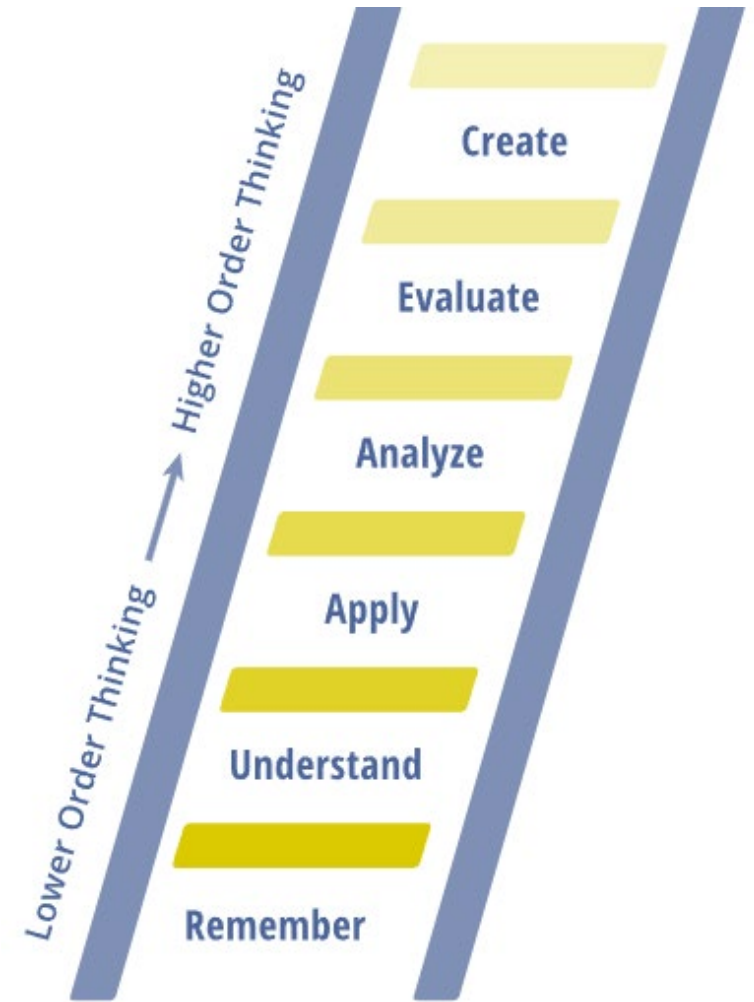 Create
Evaluate
Analyze
Apply
Understand
Remember
Lower Order Thinking
Higher Order Thinking